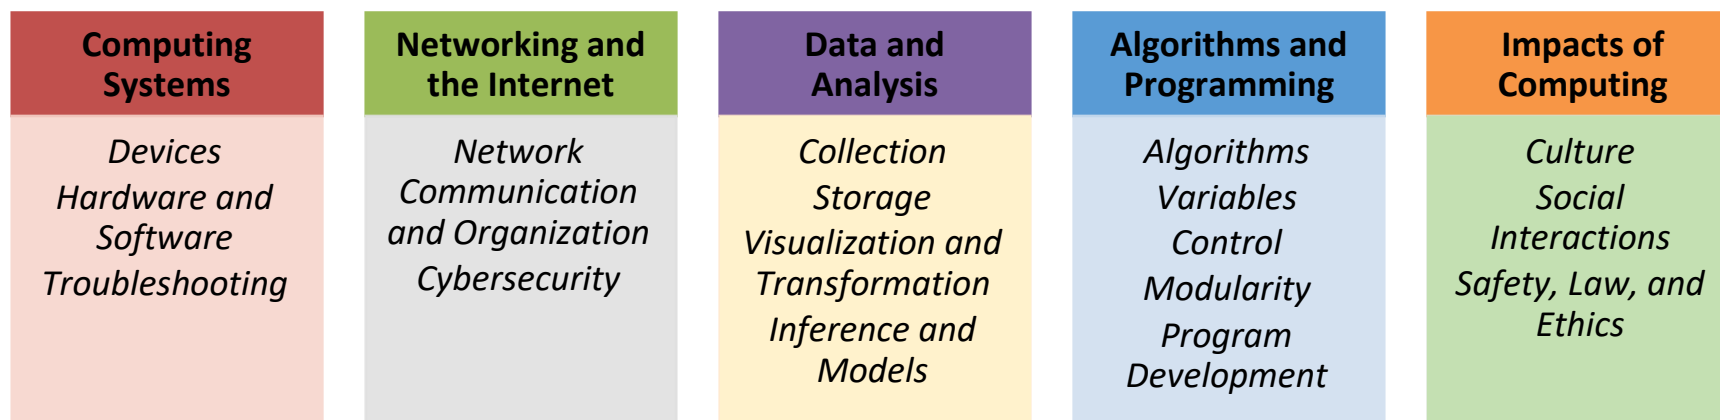 Computing
Systems
Devices
Hardware and
Software
Troubleshooting
Networking and
the Internet
Network
Communication
and Organization
Cybersecurity
Data and
Analysis
Collection
Storage
Visualization and
Transformation
Inference and
Models
Algorithms and
Programming
Algorithms
Variables
Control
Modularity
Program
Development
Impacts of
Computing
Culture
Social
Interactions
Safety, Law, and
Ethics